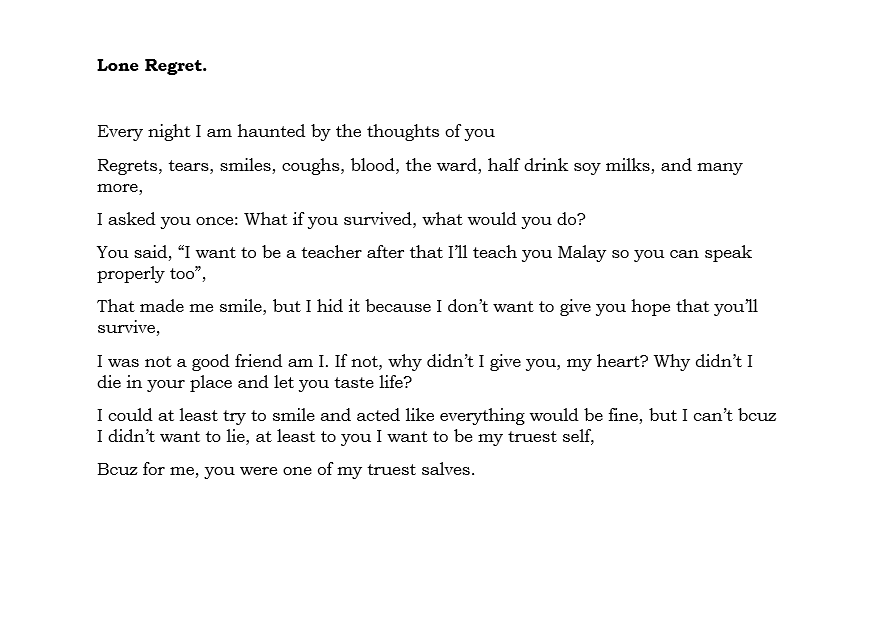 Lone Regret.
Every night I am haunted by the thoughts of you
Regrets, tears, smiles, coughs, blood, the ward, half drink soy milks, and many
more,
I asked you once: What if you survived, what would you do?
You said, “I want to be a teacher after that I’ll teach you Malay so you can speak
properly too”,
That made me smile, but I hid it because I don’t want to give you hope that you’ll
survive,
I was not a good friend am I. If not, why didn’t I give you, my heart? Why didn’t I
die in your place and let you taste life?
I could at least try to smile and acted like everything would be fine, but I can’t bcuz
I didn’t want to lie, at least to you I want to be my truest self,
Bcuz for me, you were one of my truest salves.